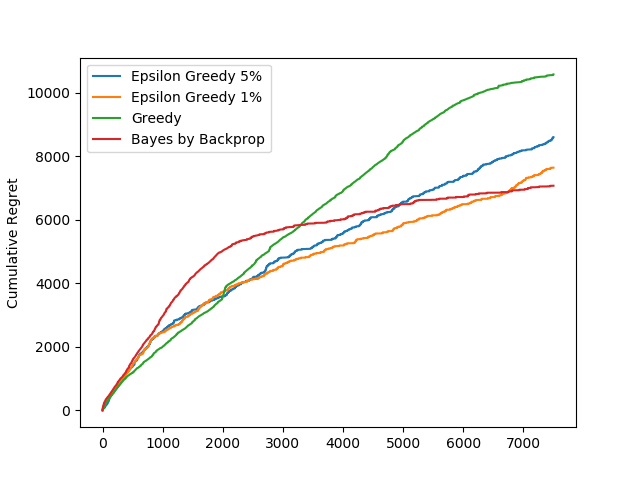 Epsilon Greedy 5%
Epsilon Greedy 1%
Greedy
Bayes by Backprop
Cumulative Regret
10000
8000
6000
4000
2000
0
0 1000 2000 3000 4000 5000 6000 7000